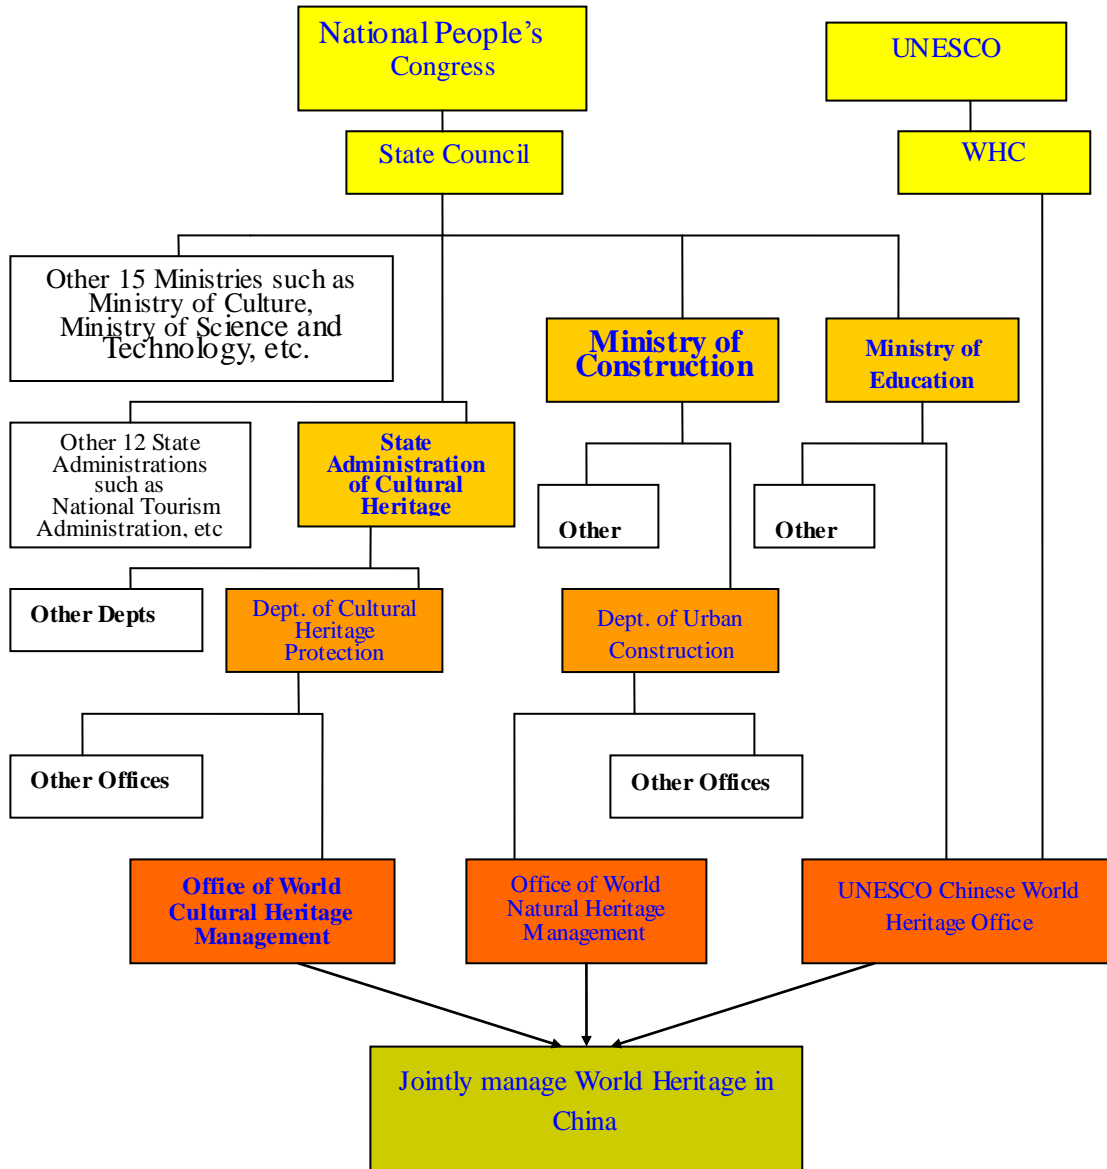 National People's
Congress
UNESCO
State Council
WHC
Other 15 Ministries such as
Ministry of Culture,
Ministry of Science and
Technology, etc.
Ministry of
Construction
Ministry of
Education
Other 12 State
Administrations
such as
National Tourism
Administration, etc
State
Administration
of Cultural
Heritage
Other
Other
Other Depts
Dept. of Cultural
Heritage
Protection
Dept. of Urban
Construction
Other Offices
Other Offices
Office of World
Cultural Heritage
Management
Office of World
Natural Heritage
Management
UNESCO Chinese World
Heritage Office
Jointly manage World Heritage in
China